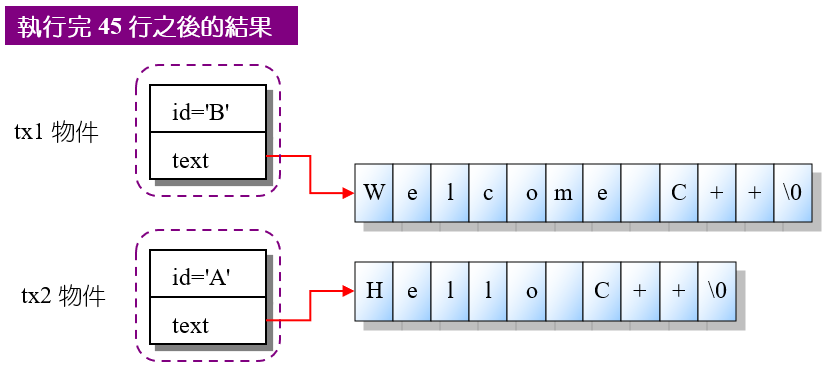 執行完 45 行之後的結果
id='B'
tx1 物件
text
W e l c o m e C + + \0
id='A'
tx2 物件
text
H e l l o C + + \0